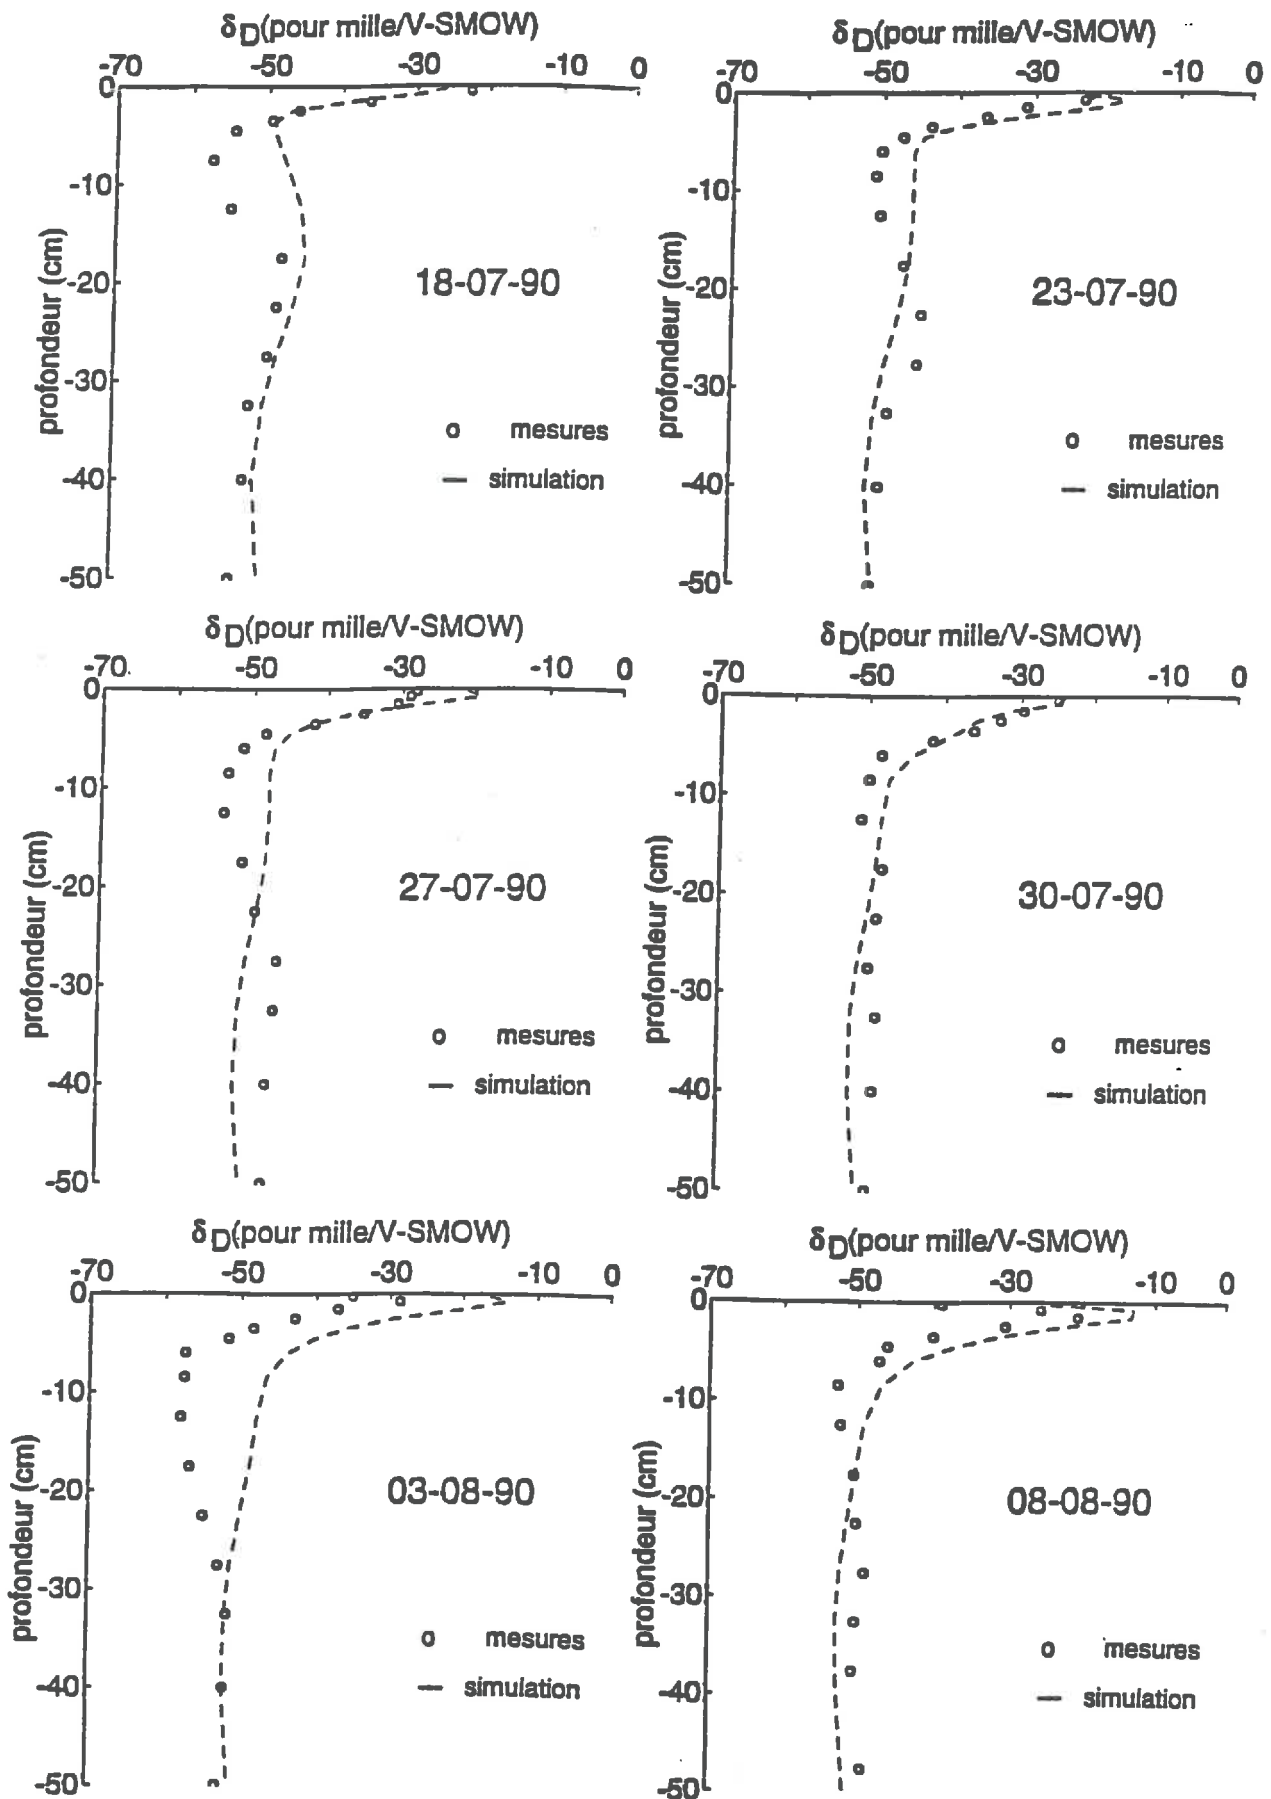 δD(pour mille/V-SMOW)
-70 -50 -30 -10 0
0
-10
-20
-30
-40
-50
profondeur (cm)
18-07-90
mesures
simulation
δD(pour mille/V-SMOW)
-70 -50 -30 -10 0
0
-10
-20
-30
-40
-50
profondeur (cm)
23-07-90
mesures
simulation
δD(pour mille/V-SMOW)
-70 -50 -30 -10 0
0
-10
-20
-30
-40
-50
profondeur (cm)
27-07-90
mesures
simulation
δD(pour mille/V-SMOW)
-70 -50 -30 -10 0
0
-10
-20
-30
-40
-50
profondeur (cm)
30-07-90
mesures
simulation
δD(pour mille/V-SMOW)
-70 -50 -30 -10 0
0
-10
-20
-30
-40
-50
profondeur (cm)
03-08-90
mesures
simulation
δD(pour mille/V-SMOW)
-70 -50 -30 -10 0
0
-10
-20
-30
-40
-50
profondeur (cm)
08-08-90
mesures
simulation